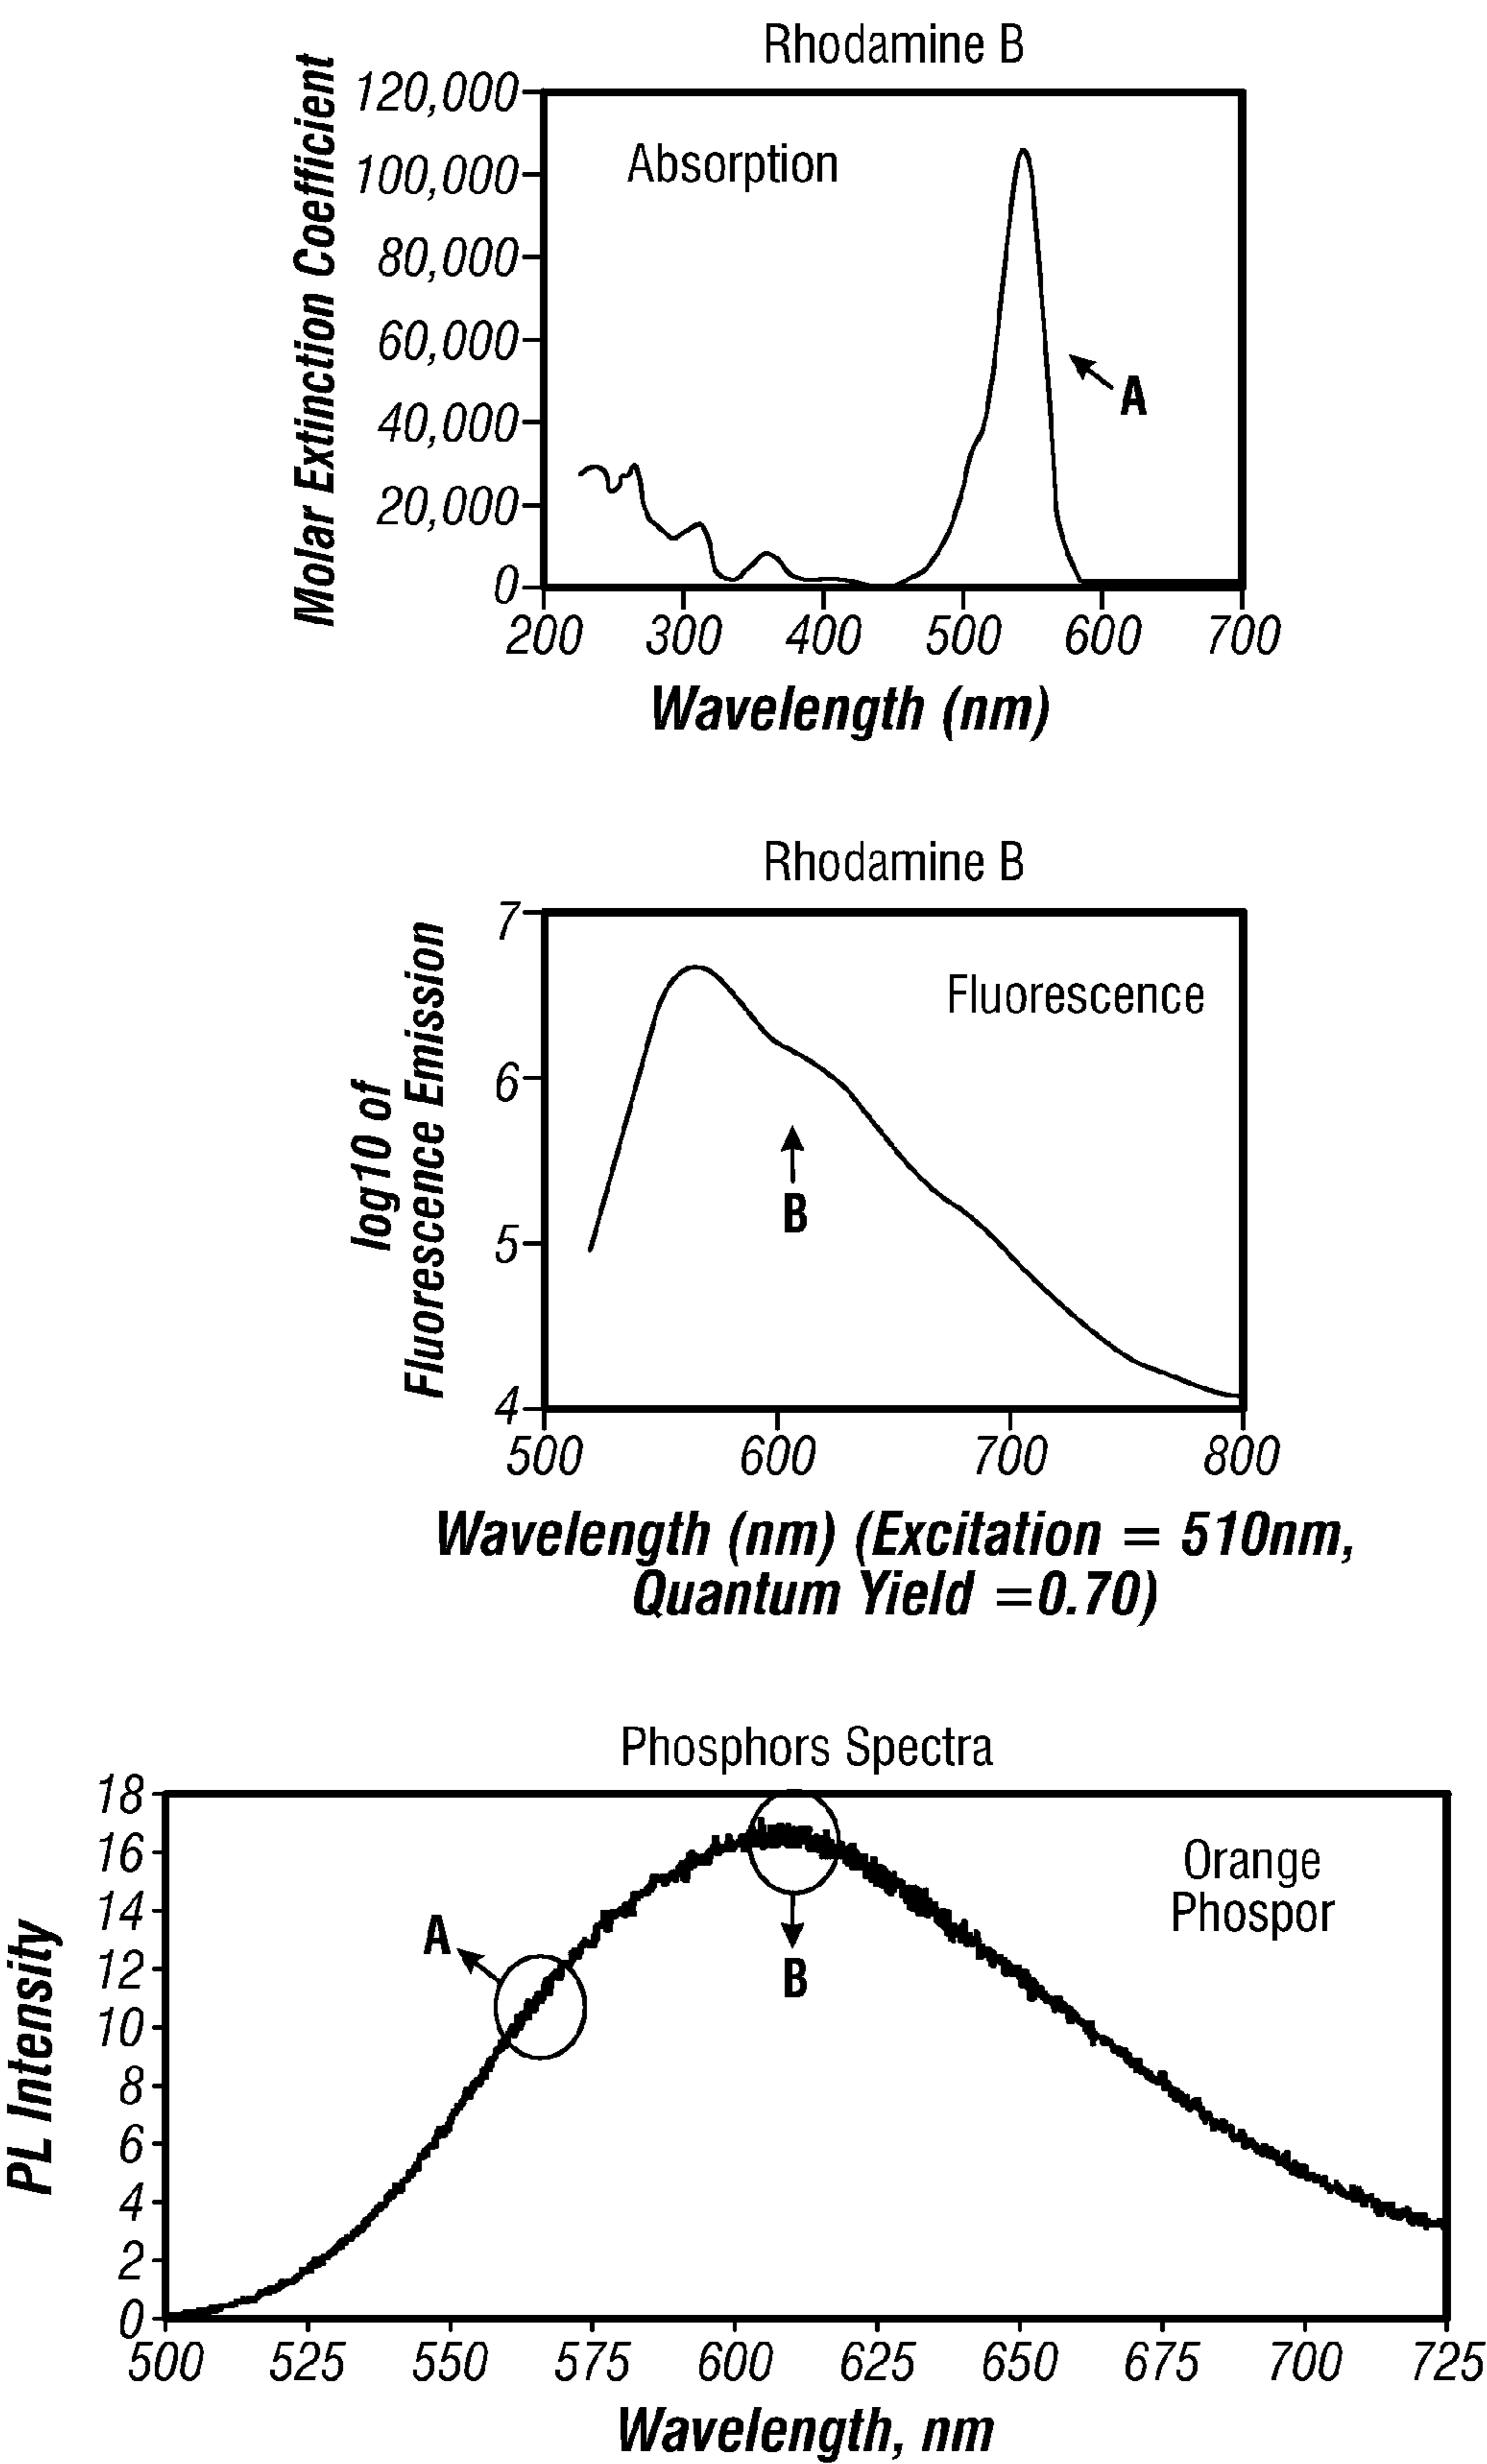 Rhodamine B
Molar Extinction Coefficient
120,000
100,000
80,000
60,000
40,000
20,000
0
Absorption
A
200 300 400 500 600 700
Wavelength (nm)
Rhodamine B
log10 of
Fluorescence Emission
7
6
5
4
Fluorescence
B
500 600 700 800
Wavelength (nm) (Excitation = 510nm,
Quantum Yield =0.70)
Phosphors Spectra
PL Intensity
18
16
14
12
10
8
6
4
2
0
A
B
Orange
Phospor
500 525 550 575 600 625 650 675 700 725
Wavelength, nm